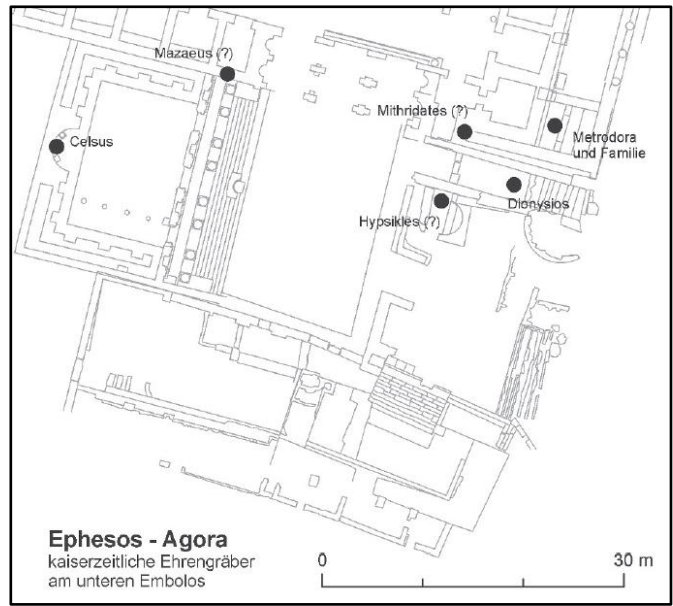 Mazaeus (?)
Mithridates (?)
Celsus
Metrodora
und Familie
Dionysios
Hypsikles (?)
Ephesos - Agora
kaiserzeitliche Ehrengräber
am unteren Embolos
0 30 m